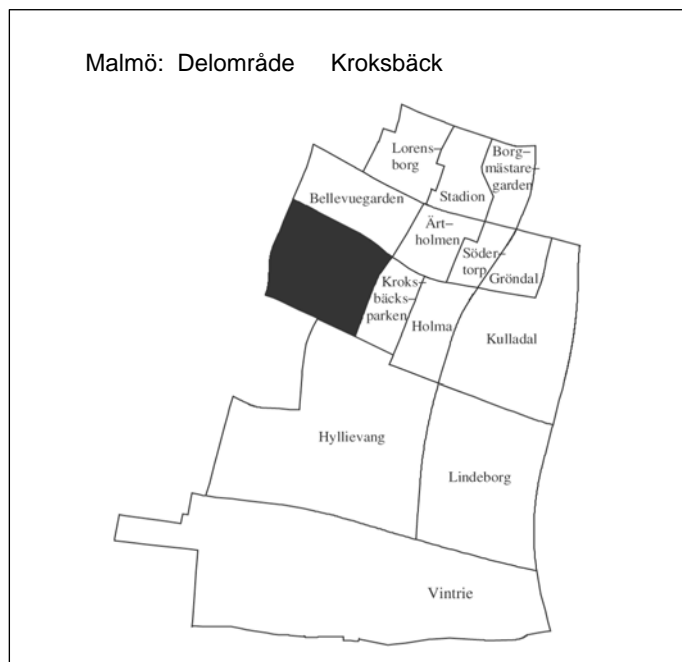 Malmö: Delområde Kroksbäck
Lorens–
borg
Borg–
mästare–
garden
Bellevuegarden
Stadion
Ärt–
holmen
Söder–
torp
Gröndal
Kroks–
bäcks–
parken
Holma
Kulladal
Hyllievang
Lindeborg
Vintrie